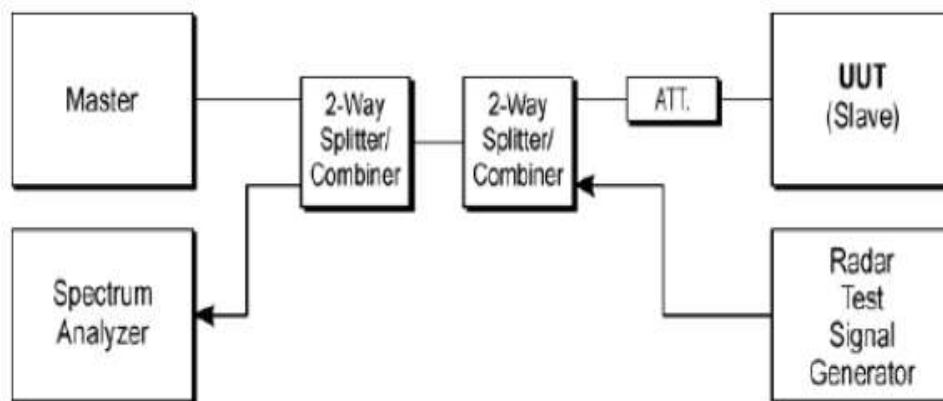 Master
2-Way
Splitter/
Combiner
2-Way
Splitter/
Combiner
ATT.
UUT
(Slave)
Spectrum
Analyzer
Radar
Test
Signal
Generator